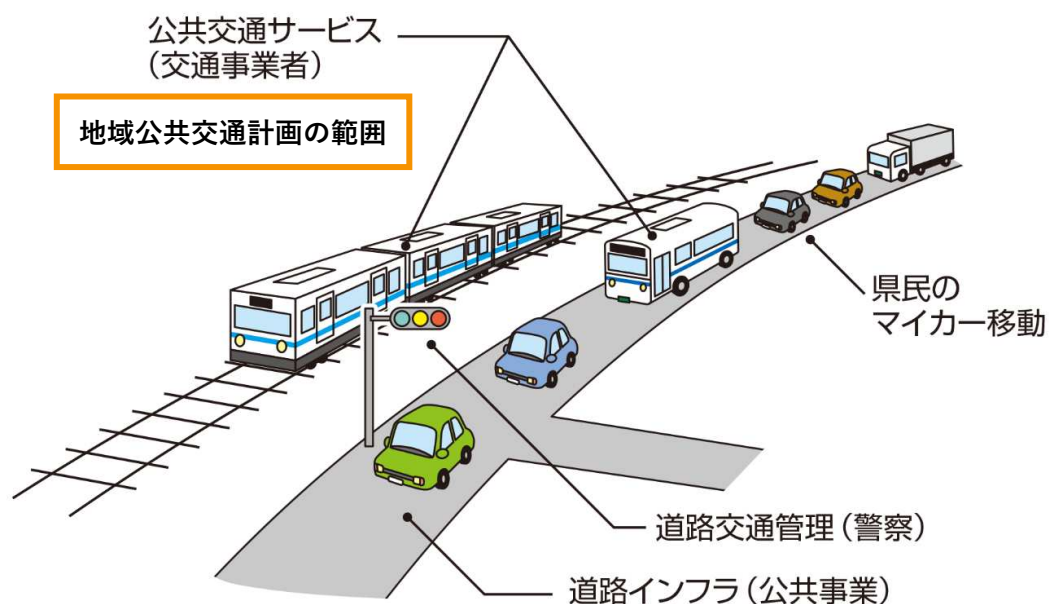 公共交通サービス
(交通事業者)
地域公共交通計画の範囲
県民の
マイカー移動
道路交通管理(警察)
道路インフラ(公共事業)